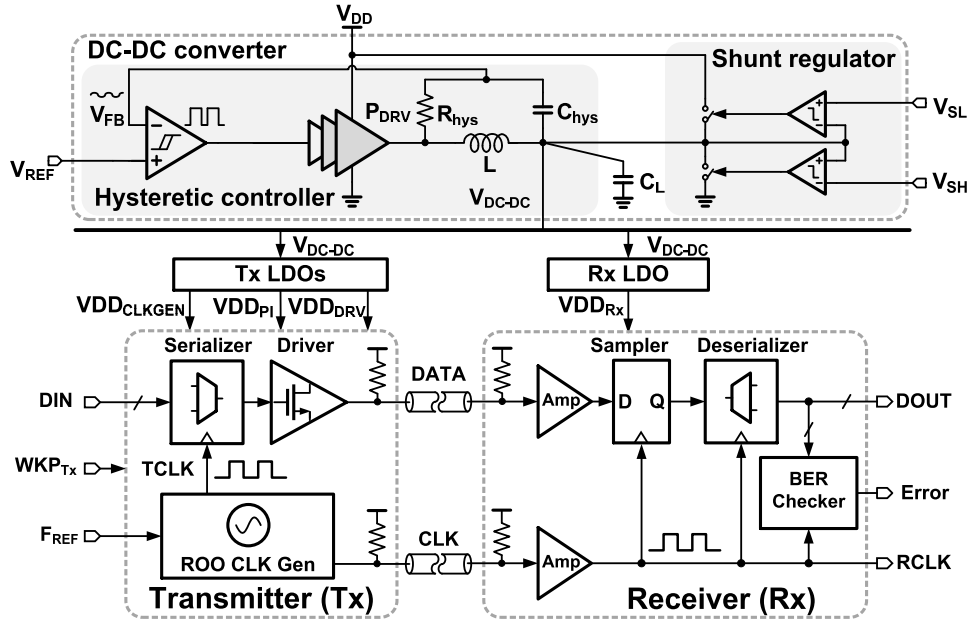 V_DD
DC-DC converter
Shunt regulator
V_FB
P_DRV
R_hys
C_hys
V_SL
−
+
V_REF
L
+
−
+
−
Hysteretic controller
V_DC-DC
C_L
V_SH
V_DC-DC
V_DC-DC
Tx LDOs
Rx LDO
VDD_CLKGEN
VDD_PI
VDD_DRV
VDD_Rx
Serializer
Driver
Sampler
Deserializer
DATA
DIN
Amp
D
Q
DOUT
WKP_Tx
TCLK
BER
Checker
Error
F_REF
ROO CLK Gen
CLK
Amp
RCLK
Transmitter (Tx)
Receiver (Rx)